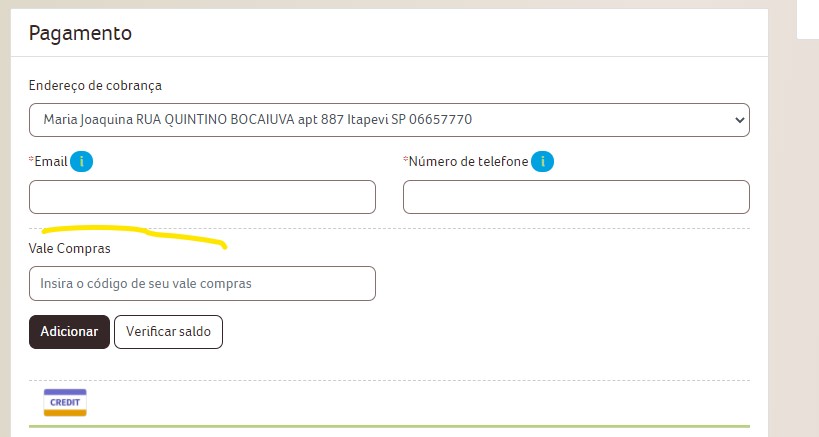 Pagamento
Endereço de cobrança
Maria Joaquina RUA QUINTINO BOCAIUVA apt 887 Itapevi SP 06657770
*Email i *Número de telefone i
Vale Compras
Insira o código de seu vale compras
Adicionar Verificar saldo
CREDIT